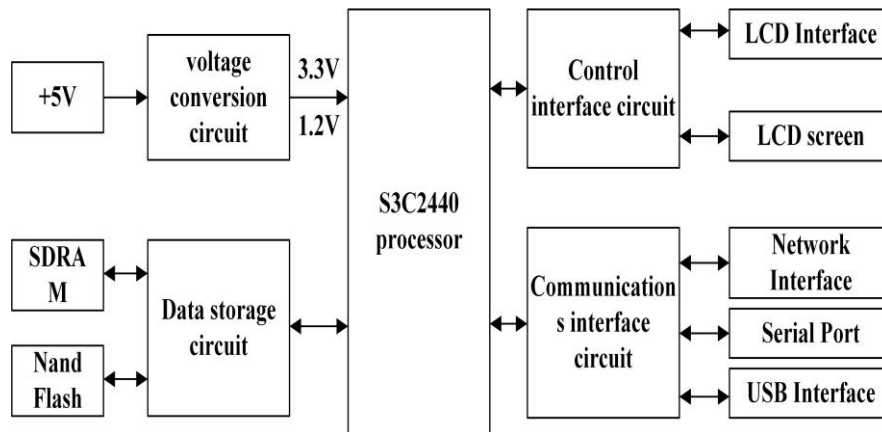 +5V
voltage
conversion
circuit
3.3V
1.2V
SDRA
M
Nand
Flash
Data storage
circuit
S3C2440
processor
Control
interface circuit
LCD Interface
LCD screen
Communication
s interface
circuit
Network
Interface
Serial Port
USB Interface